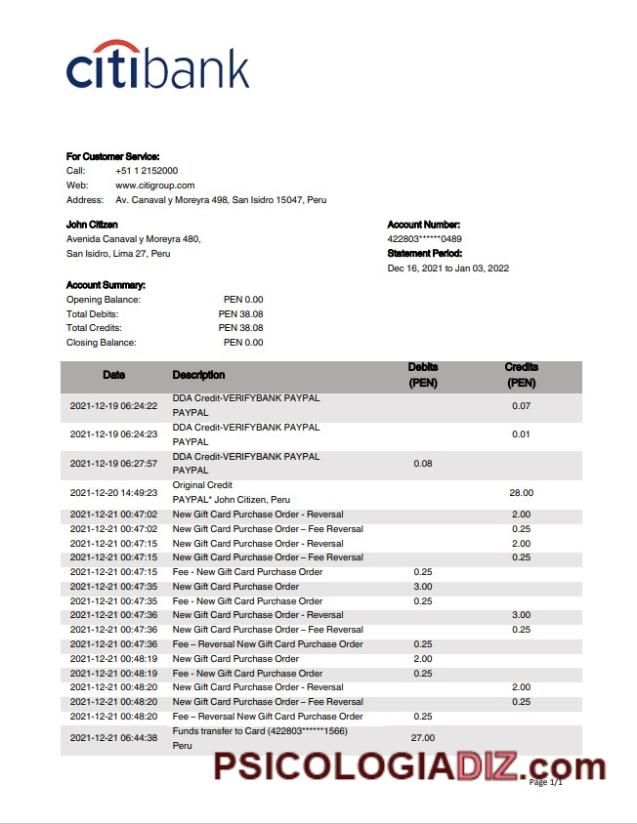 citibank
For Customer Service:
Call: +51 1 2152000
Web: www.citigroup.com
Address: Av. Canaval y Moreyra 498, San Isidro 15047, Peru
John Citizen Account Number:
Avenida Canaval y Moreyra 480, 422803******0489
San Isidro, Lima 27, Peru Statement Period:
Dec 16, 2021 to Jan 03, 2022
Account Summary:
Opening Balance: PEN 0.00
Total Debits: PEN 38.08
Total Credits: PEN 38.08
Closing Balance: PEN 0.00
Date Description Debits (PEN) Credits (PEN)
2021-12-19 06:24:22 DDA Credit-VERIFYBANK PAYPAL PAYPAL 0.07
2021-12-19 06:24:23 DDA Credit-VERIFYBANK PAYPAL PAYPAL 0.01
2021-12-19 06:27:57 DDA Credit-VERIFYBANK PAYPAL PAYPAL 0.08
2021-12-20 14:49:23 Original Credit PAYPAL* John Citizen, Peru 28.00
2021-12-21 00:47:02 New Gift Card Purchase Order - Reversal 2.00
2021-12-21 00:47:02 New Gift Card Purchase Order – Fee Reversal 0.25
2021-12-21 00:47:15 New Gift Card Purchase Order - Reversal 2.00
2021-12-21 00:47:15 New Gift Card Purchase Order – Fee Reversal 0.25
2021-12-21 00:47:15 Fee - New Gift Card Purchase Order 0.25
2021-12-21 00:47:35 New Gift Card Purchase Order 3.00
2021-12-21 00:47:35 Fee - New Gift Card Purchase Order 0.25
2021-12-21 00:47:36 New Gift Card Purchase Order - Reversal 3.00
2021-12-21 00:47:36 New Gift Card Purchase Order – Fee Reversal 0.25
2021-12-21 00:47:36 Fee – Reversal New Gift Card Purchase Order 0.25
2021-12-21 00:48:19 New Gift Card Purchase Order 2.00
2021-12-21 00:48:19 Fee - New Gift Card Purchase Order 0.25
2021-12-21 00:48:20 New Gift Card Purchase Order - Reversal 2.00
2021-12-21 00:48:20 New Gift Card Purchase Order – Fee Reversal 0.25
2021-12-21 00:48:20 Fee – Reversal New Gift Card Purchase Order 0.25
2021-12-21 06:44:38 Funds transfer to Card (422803******1566) Peru 27.00
PSICOLOGIADIZ.com
Page 1/1